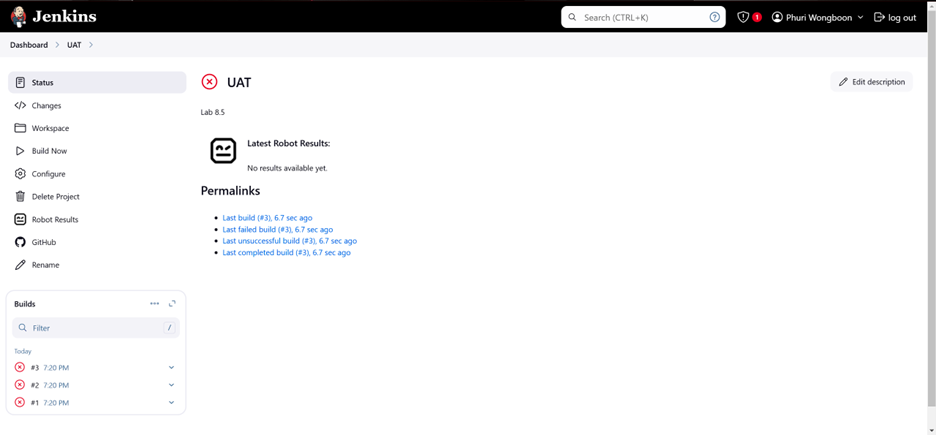 Jenkins
Search (CTRL+K)
?
1
Phuri Wongboon
log out
Dashboard > UAT >
Status
Changes
Workspace
Build Now
Configure
Delete Project
Robot Results
GitHub
Rename
Builds
Filter
/
Today
#3 7:20 PM
#2 7:20 PM
#1 7:20 PM
UAT
Edit description
Lab 8.5
Latest Robot Results:
No results available yet.
Permalinks
Last build (#3), 6.7 sec ago
Last failed build (#3), 6.7 sec ago
Last unsuccessful build (#3), 6.7 sec ago
Last completed build (#3), 6.7 sec ago